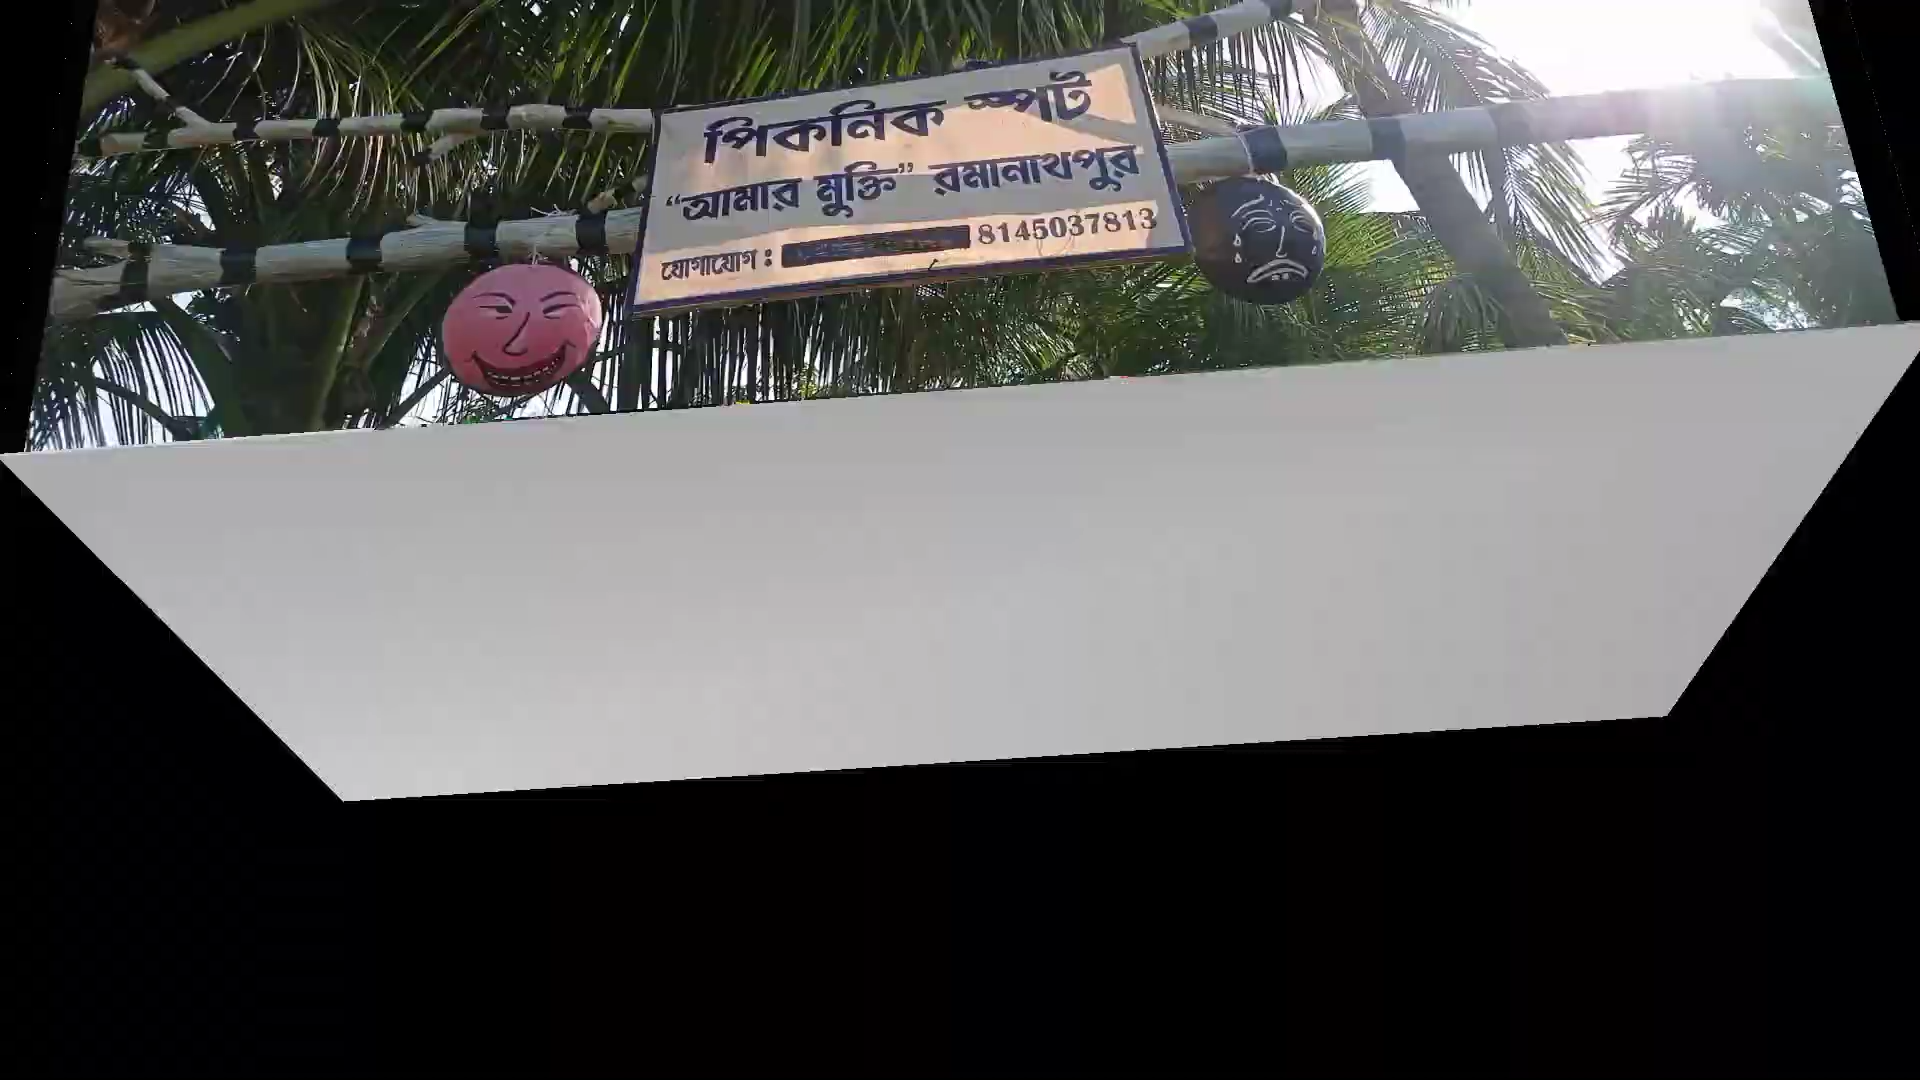 পিকনিক স্পট
“আমার মুক্তি” রমানাথপুর
যোগাযোগ : 8145037813